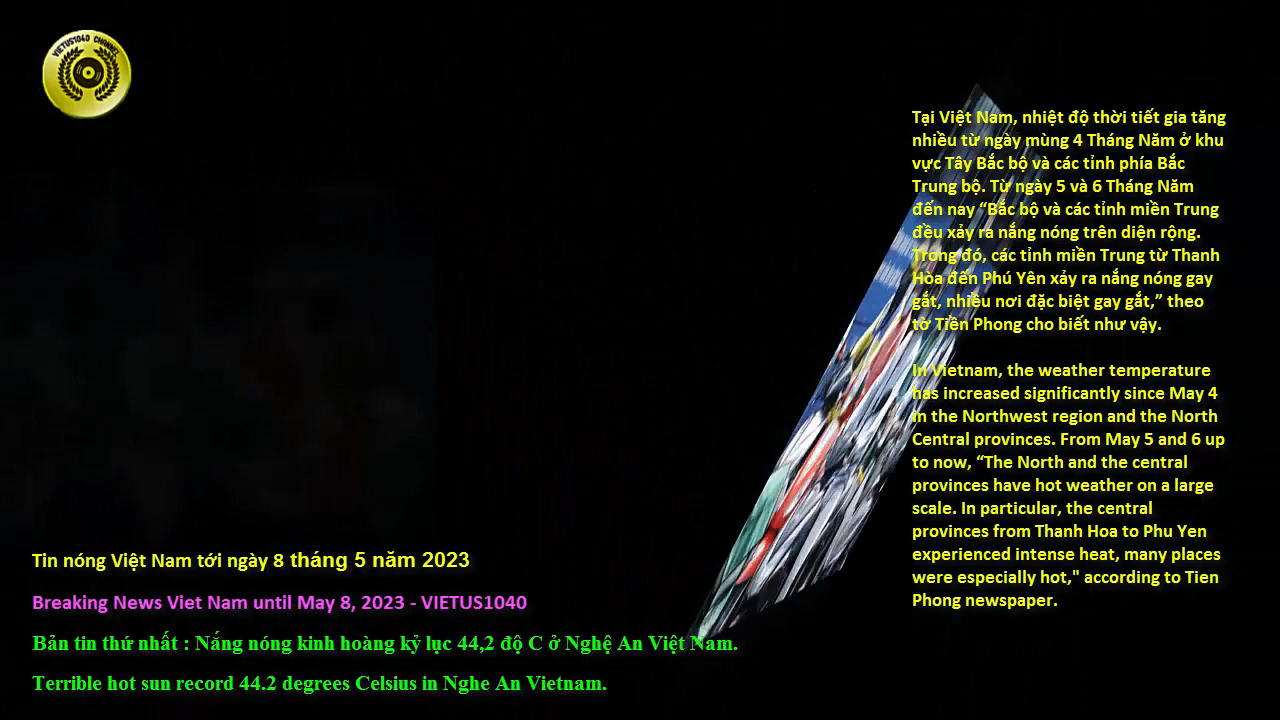 VIETUS1040 CHANNEL
Tại Việt Nam, nhiệt độ thời tiết gia tăng
nhiều từ ngày mùng 4 Tháng Năm ở khu
vực Tây Bắc bộ và các tỉnh phía Bắc
Trung bộ. Từ ngày 5 và 6 Tháng Năm
đến nay “Bắc bộ và các tỉnh miền Trung
đều xảy ra nắng nóng trên diện rộng.
Trong đó, các tỉnh miền Trung từ Thanh
Hòa đến Phú Yên xảy ra nắng nóng gay
gắt, nhiều nơi đặc biệt gay gắt,” theo
tờ Tiền Phong cho biết như vậy.
In Vietnam, the weather temperature
has increased significantly since May 4
in the Northwest region and the North
Central provinces. From May 5 and 6 up
to now, “The North and the central
provinces have hot weather on a large
scale. In particular, the central
provinces from Thanh Hoa to Phu Yen
experienced intense heat, many places
were especially hot," according to Tien
Phong newspaper.
Tin nóng Việt Nam tới ngày 8 tháng 5 năm 2023
Breaking News Viet Nam until May 8, 2023 - VIETUS1040
Bản tin thứ nhất : Nắng nóng kinh hoàng kỷ lục 44,2 độ C ở Nghệ An Việt Nam.
Terrible hot sun record 44.2 degrees Celsius in Nghe An Vietnam.